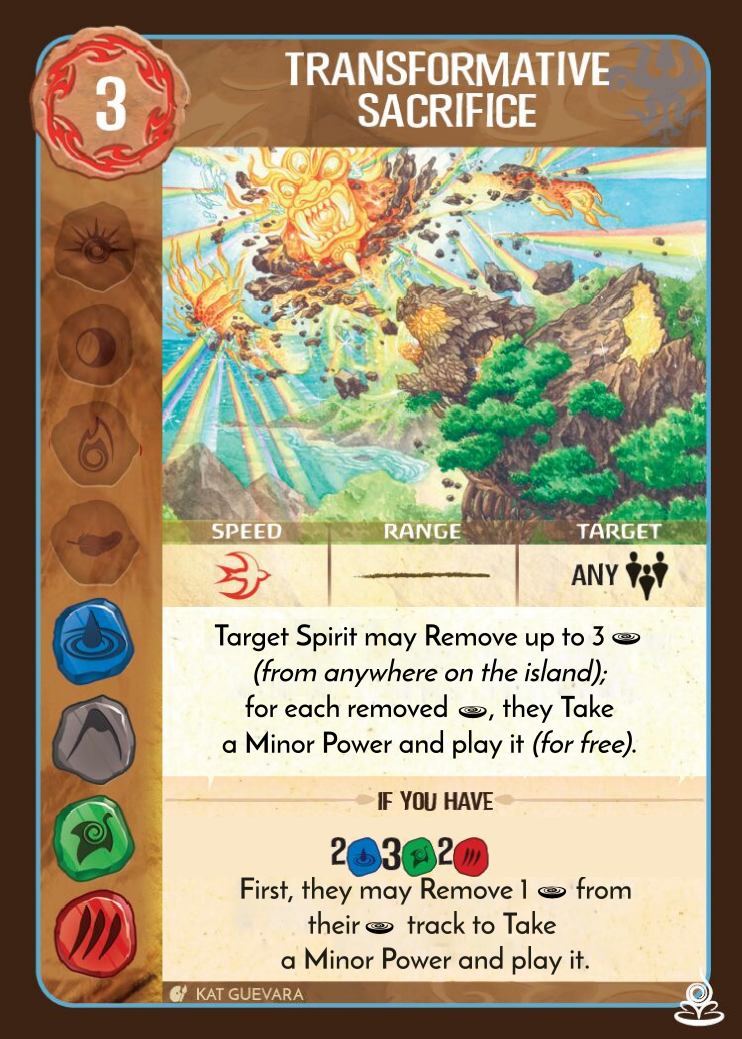 3
TRANSFORMATIVE
SACRIFICE
SPEED
RANGE
TARGET
ANY
Target Spirit may Remove up to 3
(from anywhere on the island);
for each removed , they Take
a Minor Power and play it (for free).
IF YOU HAVE
2 3 2
First, they may Remove 1 from
their track to Take
a Minor Power and play it.
KAT GUEVARA